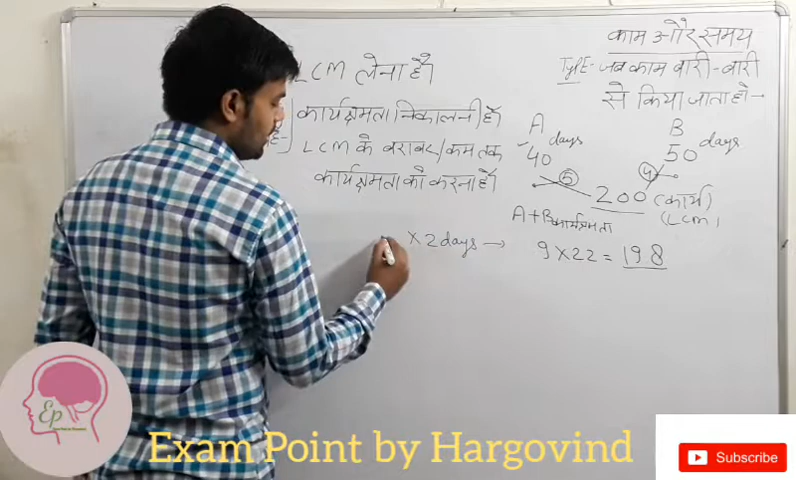 काम और समय
TYPE- जब काम बारी-बारी
से किया जाता हो-
LCM लेना है।
कार्यक्षमता निकालनी है
LCM के बराबर/कम तक
कार्यक्षमता को करना है
A B
days days
40 50
5 4
200 (कार्य)
(LCM)
A+B कार्यक्षमता
× 2 days → 9 × 22 = 198
Ep
Exam Point by Hargovind
Subscribe